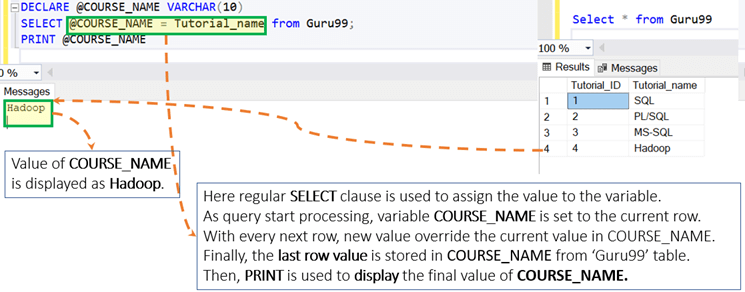 DECLARE @COURSE_NAME VARCHAR(10)
SELECT @COURSE_NAME = Tutorial_name from Guru99;
PRINT @COURSE_NAME
0 %
Messages
Hadoop
Value of COURSE_NAME
is displayed as Hadoop.
Select * from Guru99
100 %
Results Messages
Tutorial_ID Tutorial_name
1 1 SQL
2 2 PL/SQL
3 3 MS-SQL
4 4 Hadoop
Here regular SELECT clause is used to assign the value to the variable.
As query start processing, variable COURSE_NAME is set to the current row.
With every next row, new value override the current value in COURSE_NAME.
Finally, the last row value is stored in COURSE_NAME from ‘Guru99’ table.
Then, PRINT is used to display the final value of COURSE_NAME.